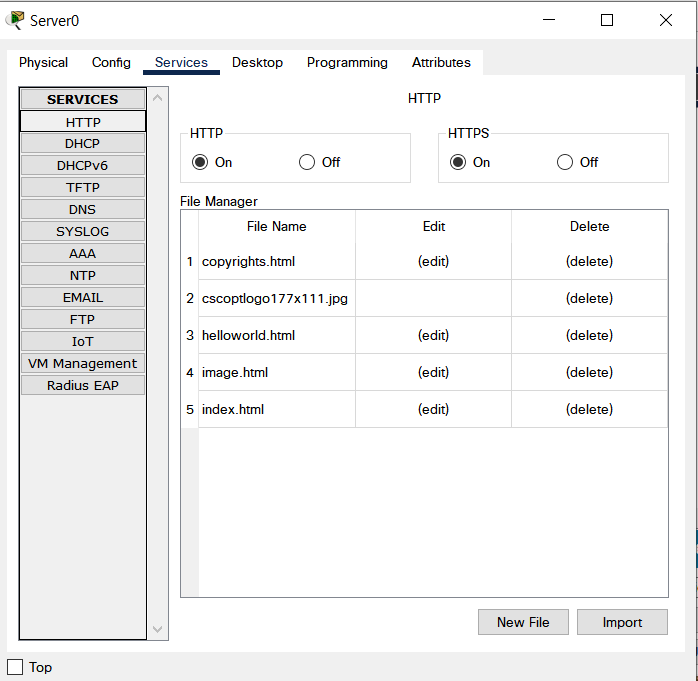 Server0
Physical Config Services Desktop Programming Attributes
SERVICES
HTTP
DHCP
DHCPv6
TFTP
DNS
SYSLOG
AAA
NTP
EMAIL
FTP
IoT
VM Management
Radius EAP
HTTP
HTTP
On Off
HTTPS
On Off
File Manager
File Name Edit Delete
1 copyrights.html (edit) (delete)
2 cscoptlogo177x111.jpg (delete)
3 helloworld.html (edit) (delete)
4 image.html (edit) (delete)
5 index.html (edit) (delete)
New File Import
Top